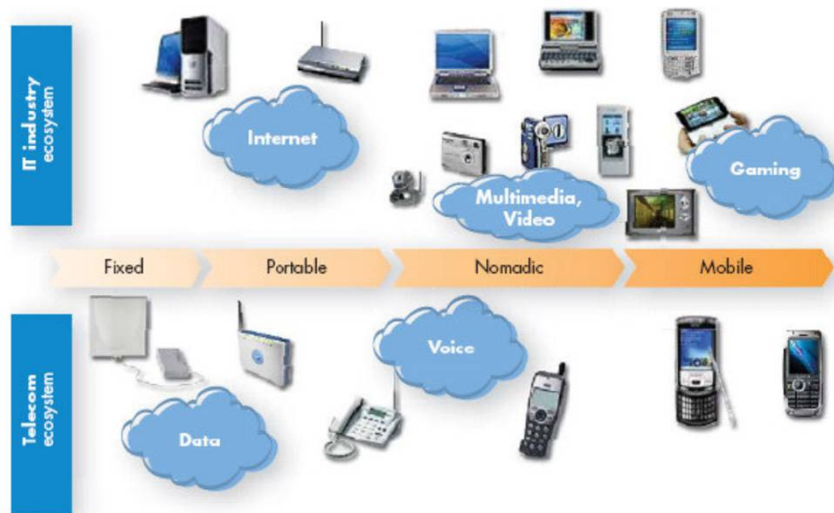 IT industry
ecosystem
Internet
Multimedia,
Video
Gaming
Fixed
Portable
Nomadic
Mobile
Telecom
ecosystem
Data
Voice